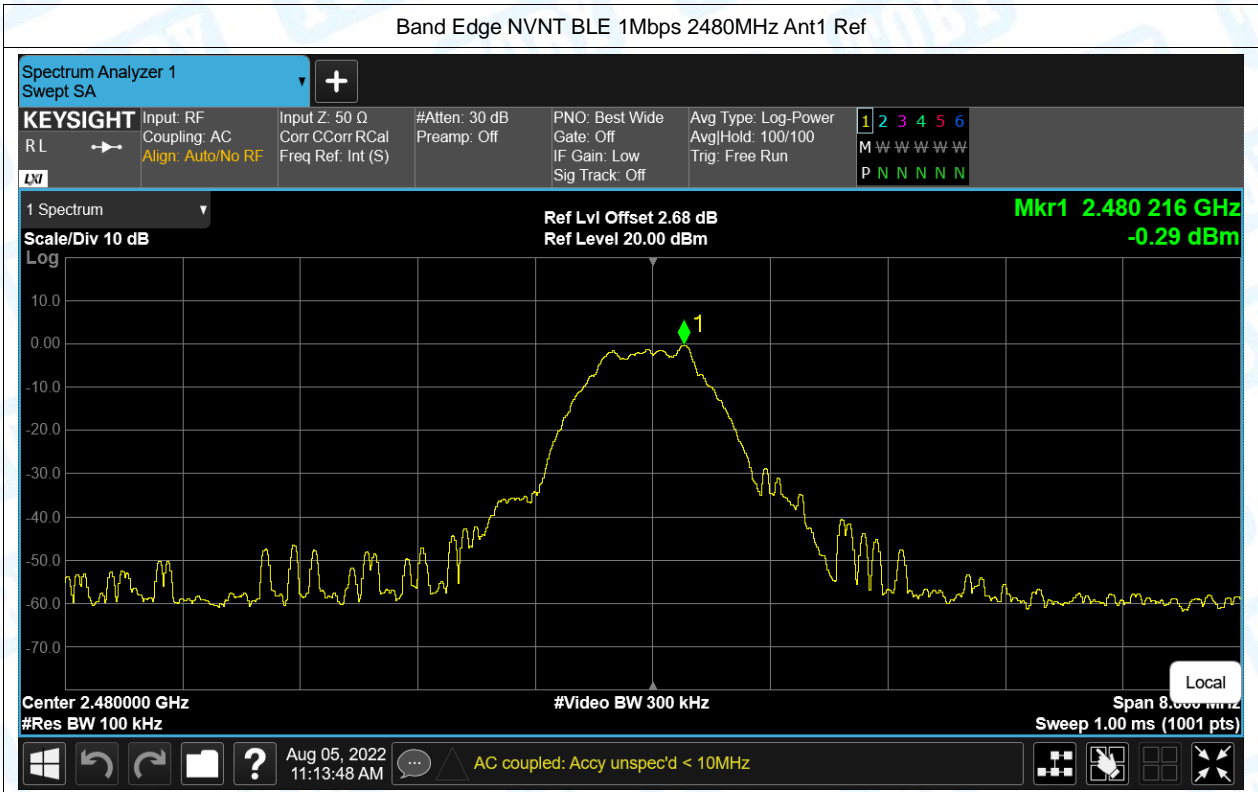 Band Edge NVNT BLE 1Mbps 2480MHz Ant1 Ref
Spectrum Analyzer 1
Swept SA
KEYSIGHT
R L
LXI
Input: RF
Coupling: AC
Align: Auto/No RF
Input Z: 50 Ω
Corr CCorr RCal
Freq Ref: Int (S)
#Atten: 30 dB
Preamp: Off
PNO: Best Wide
Gate: Off
IF Gain: Low
Sig Track: Off
Avg Type: Log-Power
Avg|Hold: 100/100
Trig: Free Run
1 2 3 4 5 6
M W W W W W
P N N N N N
1 Spectrum
Scale/Div 10 dB
Ref Lvl Offset 2.68 dB
Ref Level 20.00 dBm
Mkr1 2.480 216 GHz
-0.29 dBm
Log
10.0
0.00
-10.0
-20.0
-30.0
-40.0
-50.0
-60.0
-70.0
1
Local
Center 2.480000 GHz
#Video BW 300 kHz
Span 8.000 MHz
#Res BW 100 kHz
Sweep 1.00 ms (1001 pts)
?
Aug 05, 2022
11:13:48 AM
AC coupled: Accy unspec'd < 10MHz